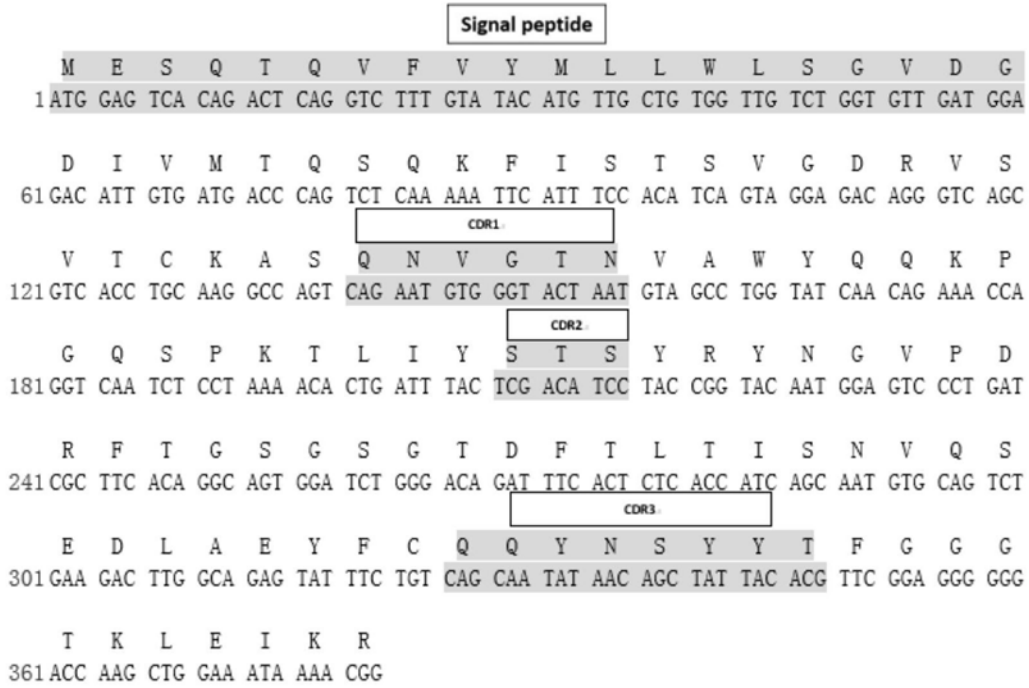 Signal peptide
M E S Q T Q V F V Y M L L W L S G V D G
1 ATG GAG TCA CAG ACT CAG GTC TTT GTA TAC ATG TTG CTG TGG TTG TCT GGT GTT GAT GGA
D I V M T Q S Q K F I S T S V G D R V S
61 GAC ATT GTG ATG ACC CAG TCT CAA AAA TTC ATT TCC ACA TCA GTA GGA GAC AGG GTC AGC
CDR1
V T C K A S Q N V G T N V A W Y Q Q K P
121 GTC ACC TGC AAG GCC AGT CAG AAT GTG GGT ACT AAT GTA GCC TGG TAT CAA CAG AAA CCA
CDR2
G Q S P K T L I Y S T S Y R Y N G V P D
181 GGT CAA TCT CCT AAA ACA CTG ATT TAC TCG ACA TCC TAC CGG TAC AAT GGA GTC CCT GAT
R F T G S G S G T D F T L T I S N V Q S
241 CGC TTC ACA GGC AGT GGA TCT GGG ACA GAT TTC ACT CTC ACC ATC AGC AAT GTG CAG TCT
CDR3
E D L A E Y F C Q Q Y N S Y Y T F G G G
301 GAA GAC TTG GCA GAG TAT TTC TGT CAG CAA TAT AAC AGC TAT TAC ACG TTC GGA GGG GGG
T K L E I K R
361 ACC AAG CTG GAA ATA AAA CGG